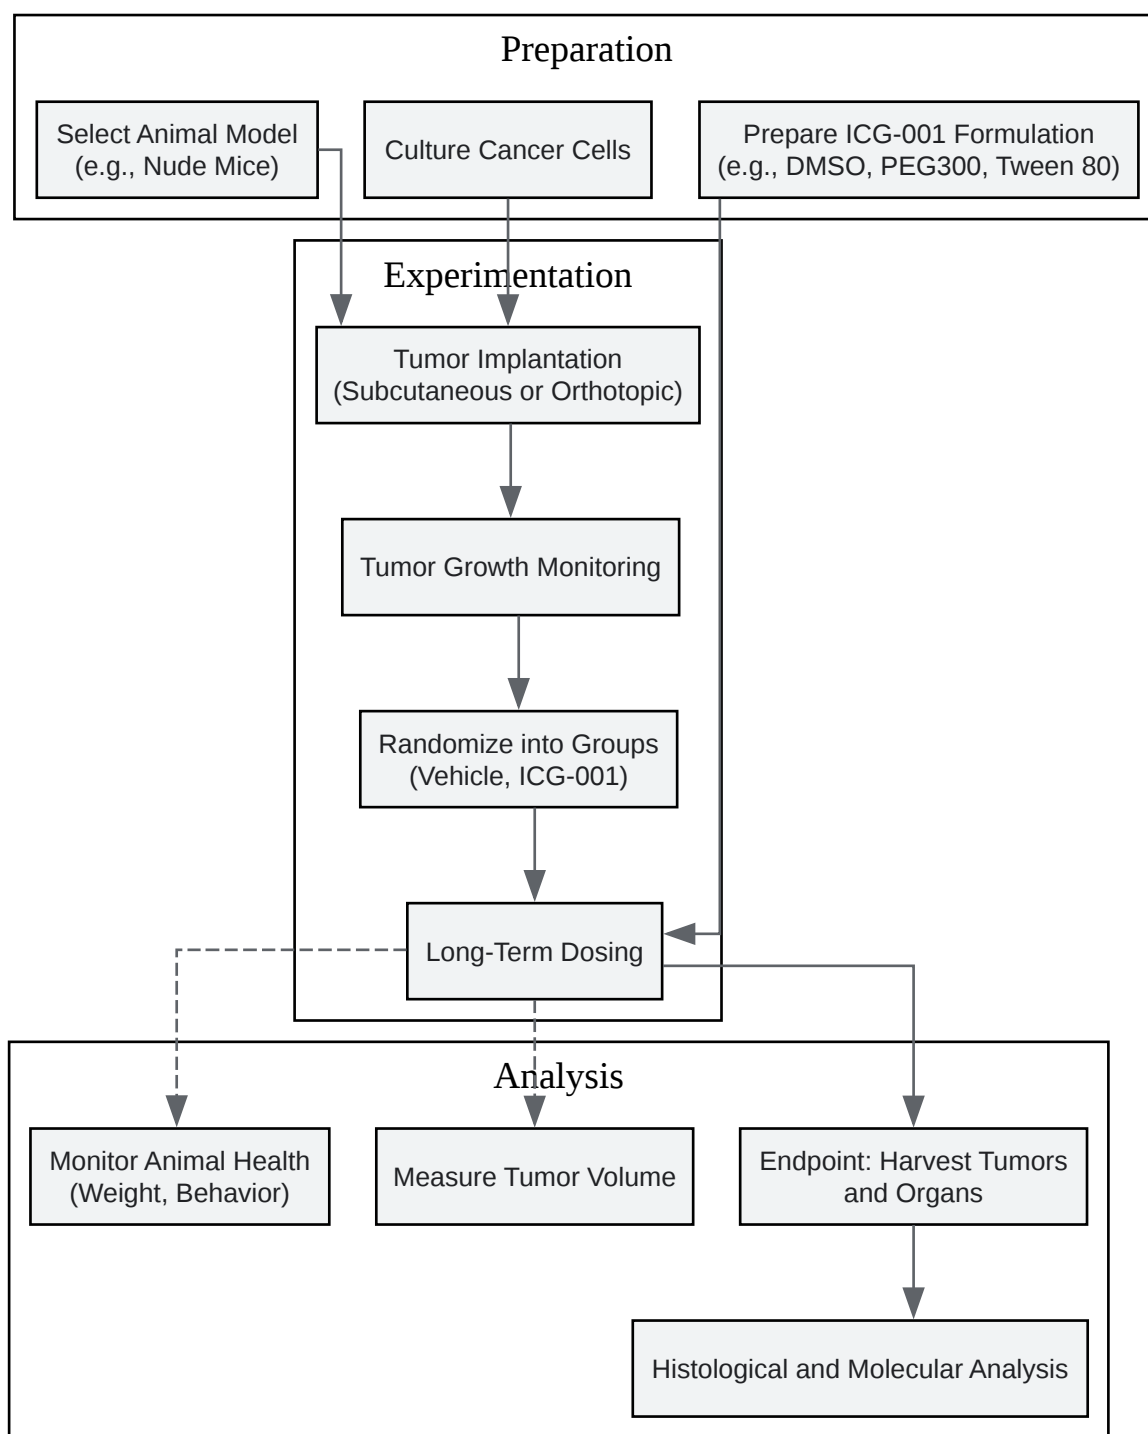 Preparation
Select Animal Model
(e.g., Nude Mice)
Culture Cancer Cells
Prepare ICG-001 Formulation
(e.g., DMSO, PEG300, Tween 80)
Experimentation
Tumor Implantation
(Subcutaneous or Orthotopic)
Tumor Growth Monitoring
Randomize into Groups
(Vehicle, ICG-001)
Long-Term Dosing
Analysis
Monitor Animal Health
(Weight, Behavior)
Measure Tumor Volume
Endpoint: Harvest Tumors
and Organs
Histological and Molecular Analysis